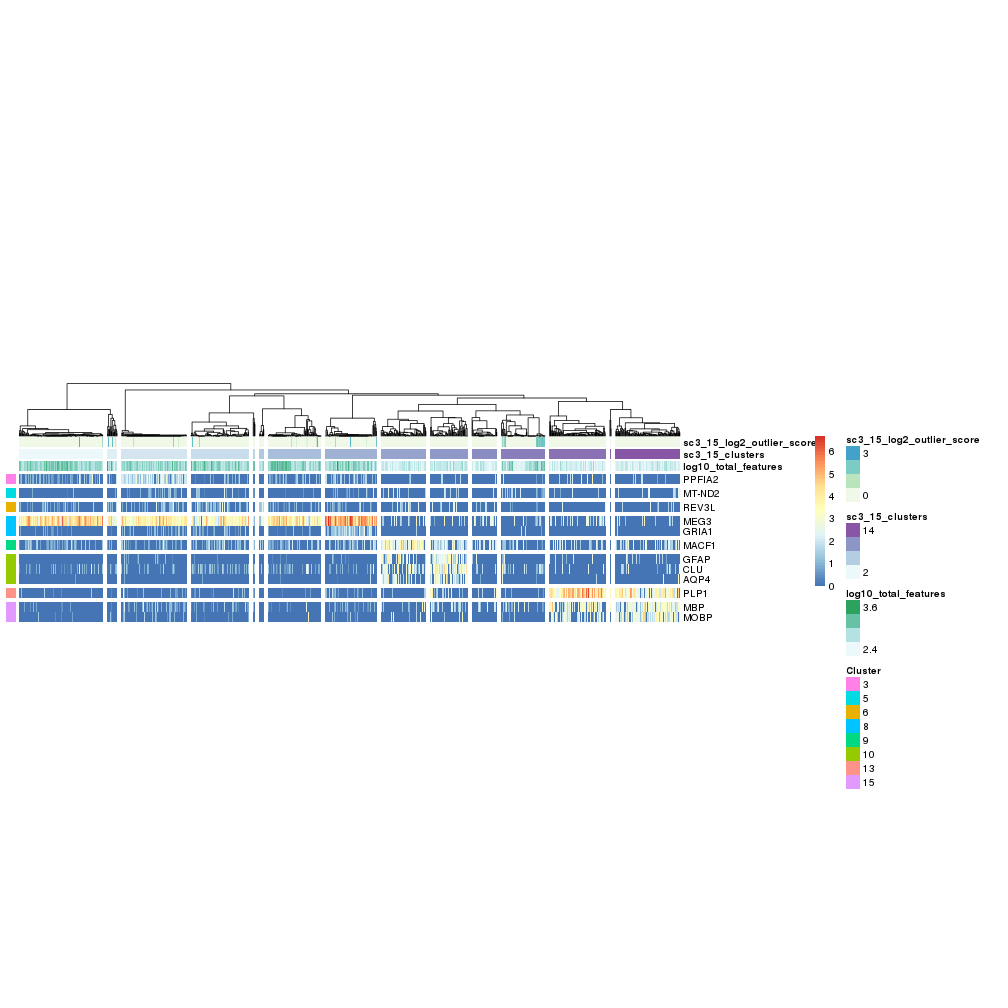 sc3_15_log2_outlier_score
sc3_15_clusters
log10_total_features
PPFIA2
MT-ND2
REV3L
MEG3
GRIA1
MACF1
GFAP
CLU
AQP4
PLP1
MBP
MOBP
6
5
4
3
2
1
0
sc3_15_log2_outlier_score
3
0
sc3_15_clusters
14
2
log10_total_features
3.6
2.4
Cluster
3
5
6
8
9
10
13
15